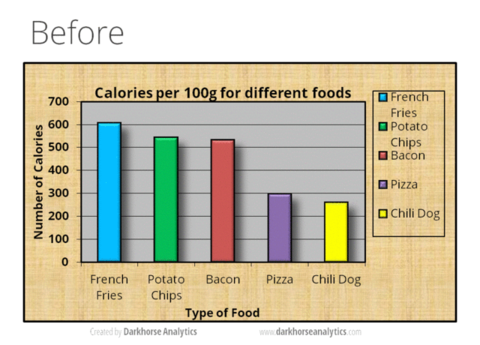 Before
Calories per 100g for different foods
Number of Calories
700
600
500
400
300
200
100
0
French
Fries
Potato
Chips
Bacon
Pizza
Chili Dog
Type of Food
French
Fries
Potato
Chips
Bacon
Pizza
Chili Dog
Created by Darkhorse Analytics
www.darkhorseanalytics.com